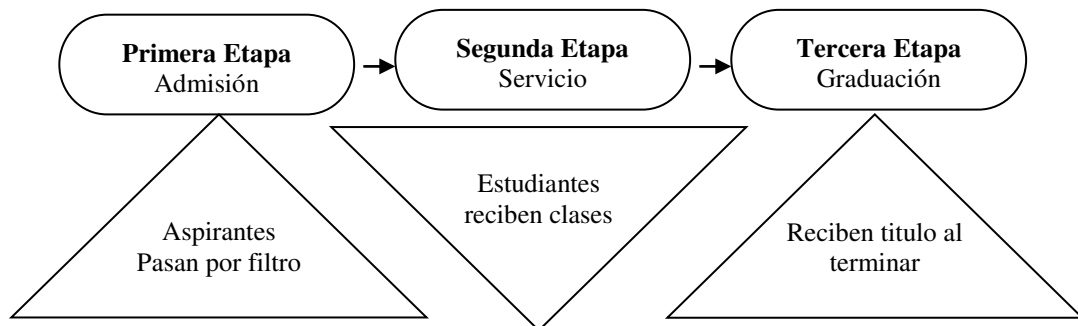 Primera Etapa
Admisión
Segunda Etapa
Servicio
Tercera Etapa
Graduación
Aspirantes
Pasan por filtro
Estudiantes
reciben clases
Reciben titulo al
terminar